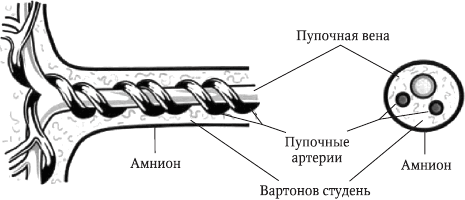 Пупочная вена
Пупочные
артерии
Амнион
Амнион
Вартонов студень